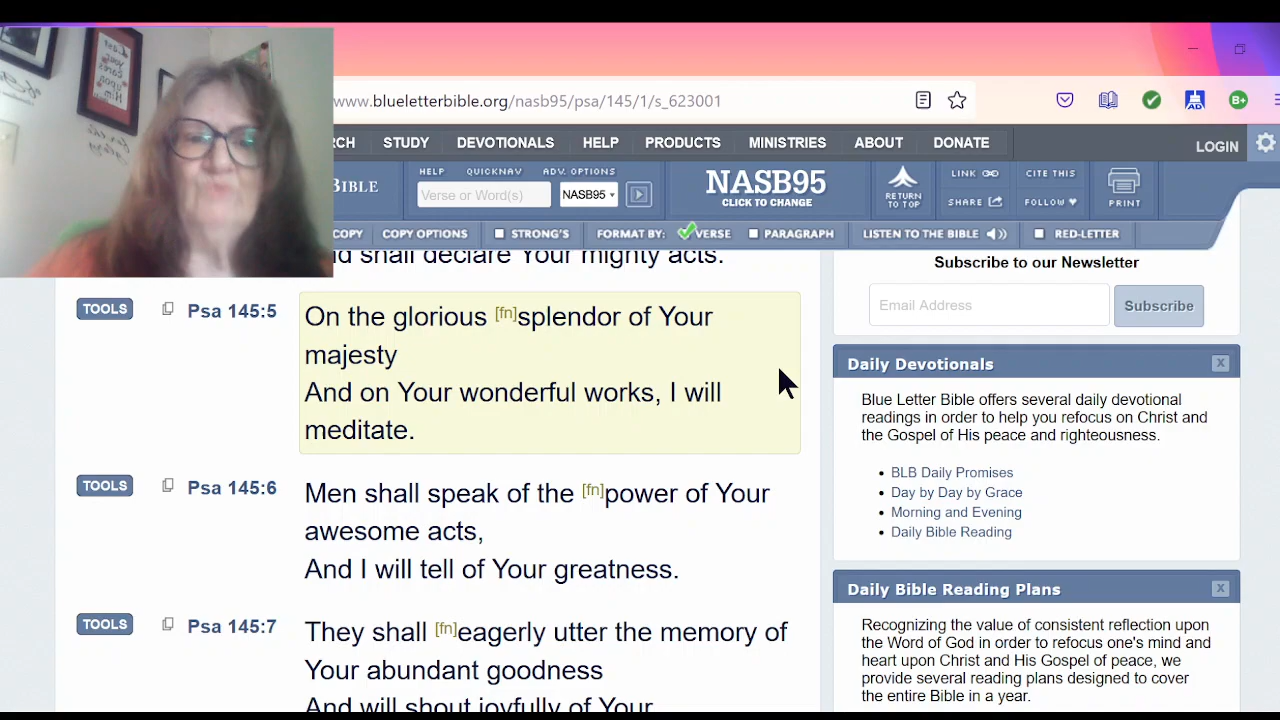 www.blueletterbible.org/nasb95/psa/145/1/s_623001
AD
B+
RCH STUDY DEVOTIONALS HELP PRODUCTS MINISTRIES ABOUT DONATE LOGIN
BIBLE
HELP QUICKNAV ADV. OPTIONS
Verse or Word(s) NASB95
NASB95
CLICK TO CHANGE
RETURN
TO TOP
LINK
SHARE
CITE THIS
FOLLOW
PRINT
COPY COPY OPTIONS STRONG'S FORMAT BY: VERSE PARAGRAPH LISTEN TO THE BIBLE RED-LETTER
nd shall declare Your mighty acts.
TOOLS Psa 145:5 On the glorious [fn]splendor of Your
majesty
And on Your wonderful works, I will
meditate.
TOOLS Psa 145:6 Men shall speak of the [fn]power of Your
awesome acts,
And I will tell of Your greatness.
TOOLS Psa 145:7 They shall [fn]eagerly utter the memory of
Your abundant goodness
And will shout joyfully of Your
Subscribe to our Newsletter
Email Address Subscribe
Daily Devotionals X
Blue Letter Bible offers several daily devotional
readings in order to help you refocus on Christ and
the Gospel of His peace and righteousness.
BLB Daily Promises
Day by Day by Grace
Morning and Evening
Daily Bible Reading
Daily Bible Reading Plans X
Recognizing the value of consistent reflection upon
the Word of God in order to refocus one's mind and
heart upon Christ and His Gospel of peace, we
provide several reading plans designed to cover
the entire Bible in a year.